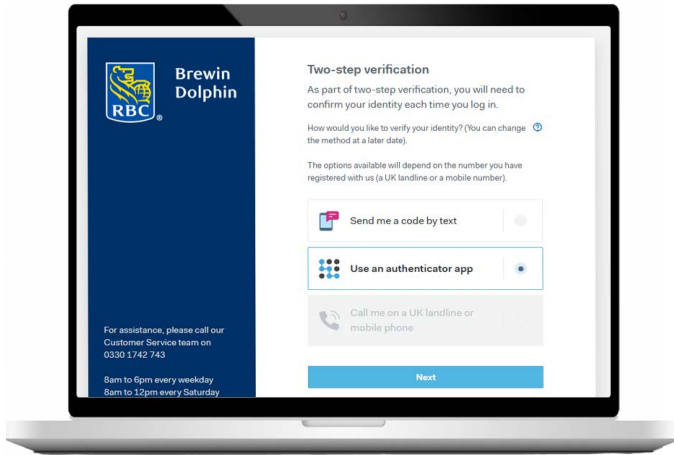 RBC
®
Brewin
Dolphin
For assistance, please call our
Customer Service team on
0330 1742 743
8am to 6pm every weekday
8am to 12pm every Saturday
Two-step verification
As part of two-step verification, you will need to
confirm your identity each time you log in.
How would you like to verify your identity? (You can change
the method at a later date).
The options available will depend on the number you have
registered with us (a UK landline or a mobile number).
Send me a code by text
Use an authenticator app
Call me on a UK landline or
mobile phone
Next